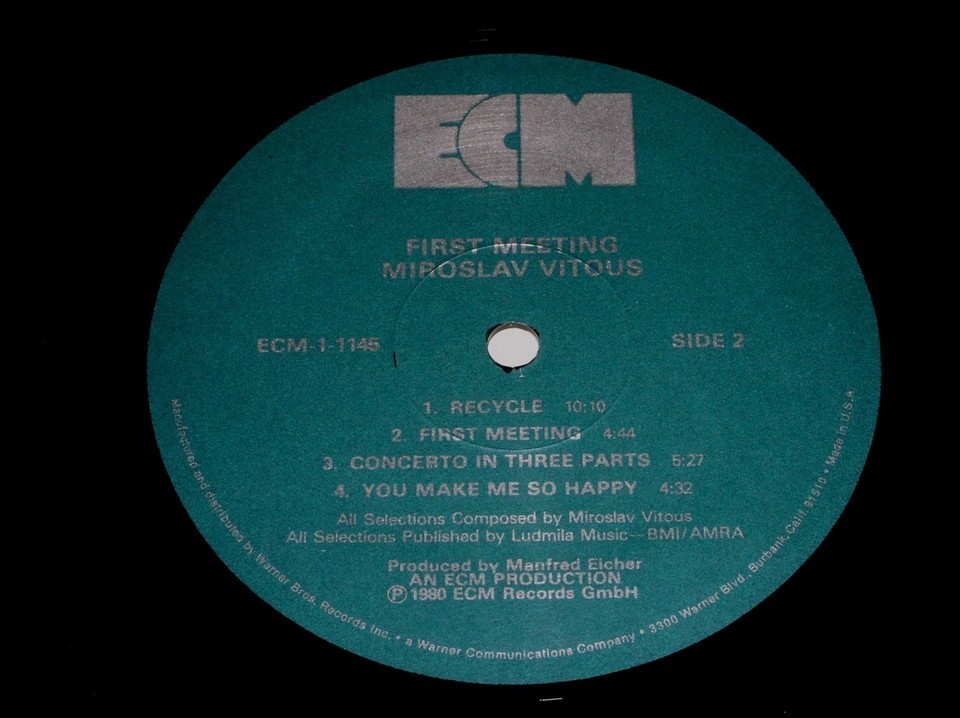 ECM
FIRST MEETING
MIROSLAV VITOUS
ECM-1-1145
SIDE 2
1. RECYCLE 10:10
2. FIRST MEETING 4:44
3. CONCERTO IN THREE PARTS 5:27
4. YOU MAKE ME SO HAPPY 4:32
All Selections Composed by Miroslav Vitous
All Selections Published by Ludmila Music—BMI/AMRA
Produced by Manfred Eicher
AN ECM PRODUCTION
Ⓟ 1980 ECM Records GmbH
Manufactured and distributed by Warner Bros. Records Inc. • a Warner Communications Company • 3300 Warner Blvd., Burbank, Calif. 91510 • Made in U.S.A.